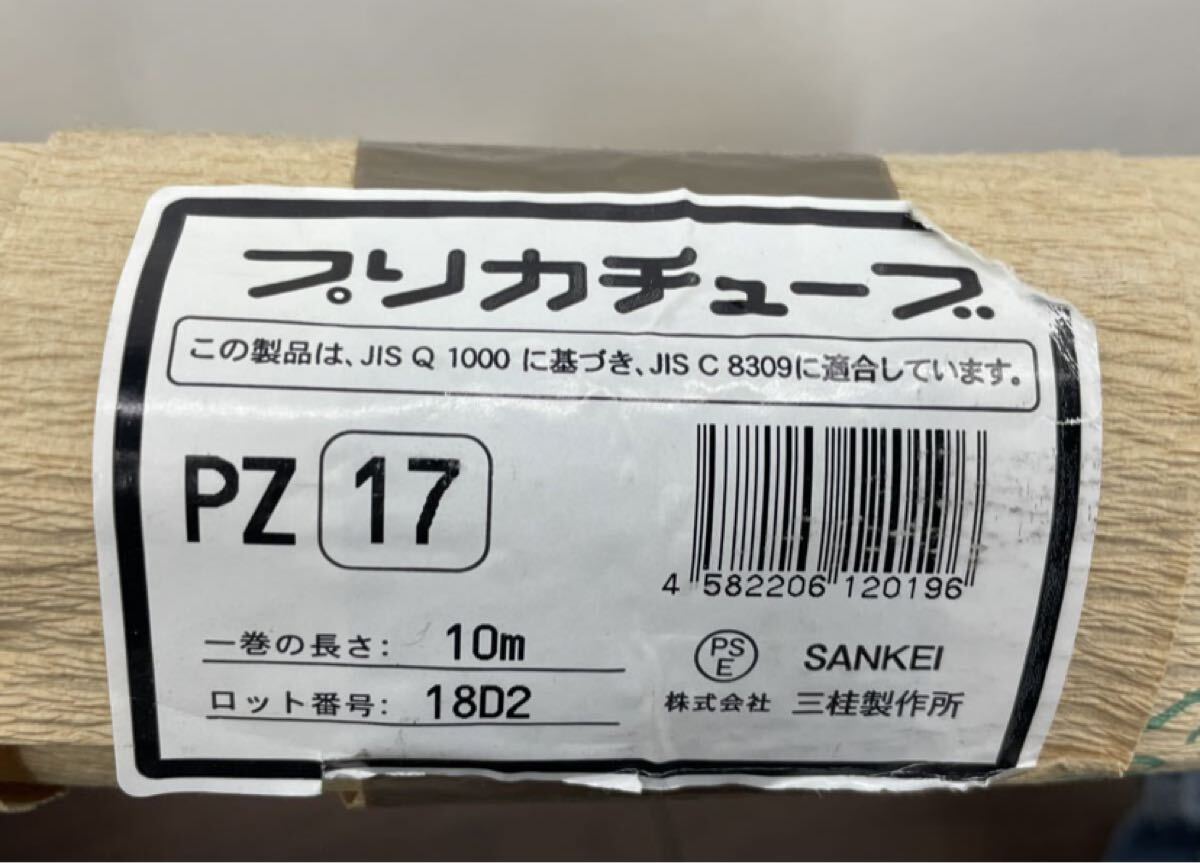 プリカチューブ
この製品は、JIS Q 1000 に基づき、JIS C 8309に適合しています。
PZ 17
4 582206 120196
一巻の長さ: 10m
ロット番号: 18D2
PS
E
SANKEI
株式会社 三桂製作所